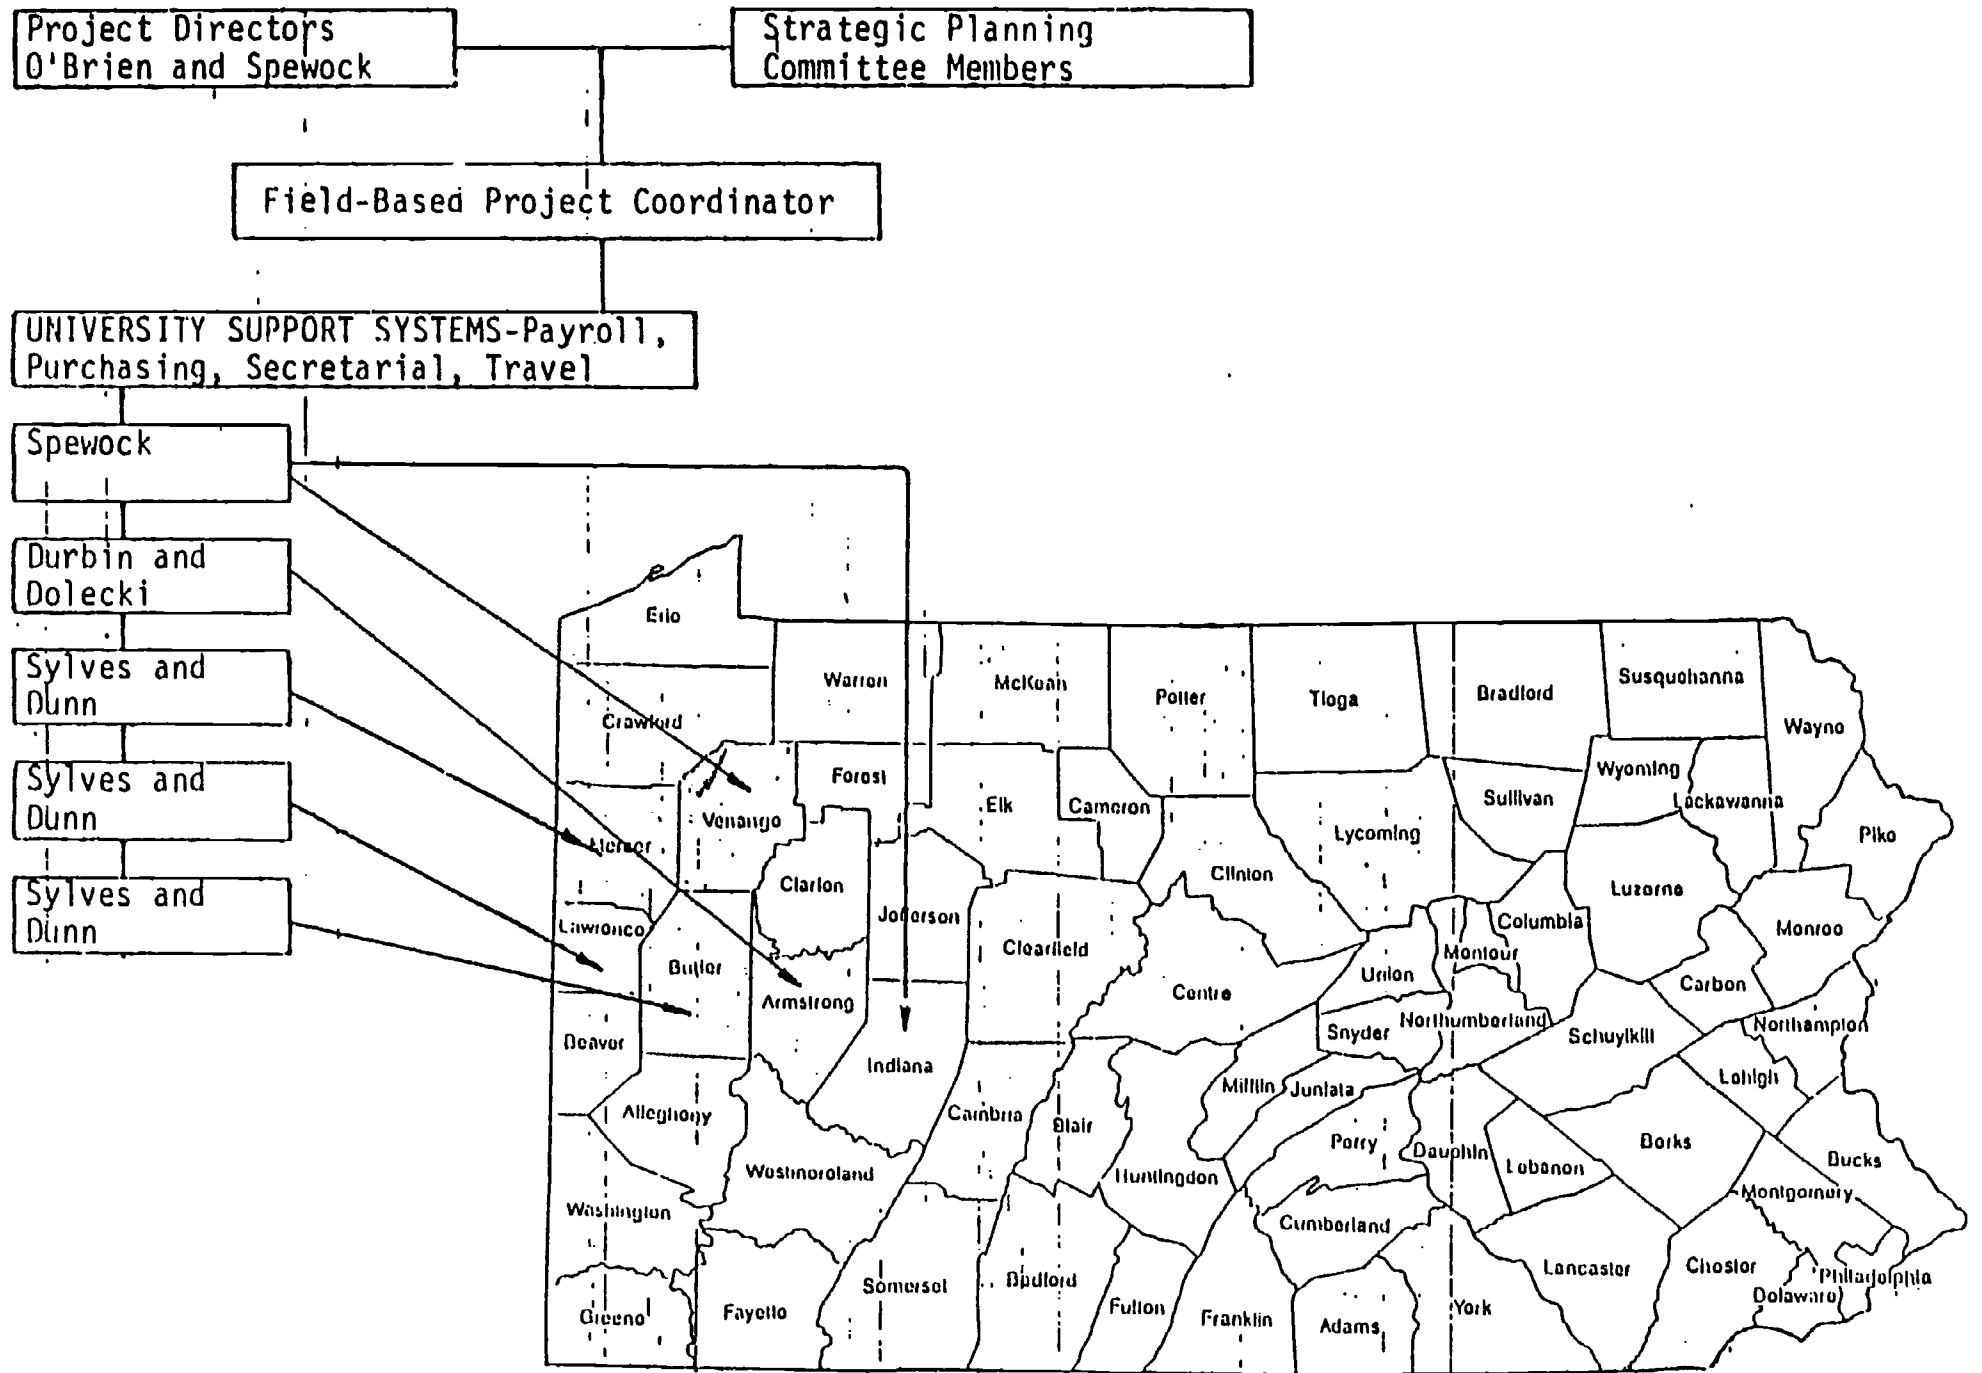 Project Directors
O'Brien and Spewock
Strategic Planning
Committee Members
Field-Based Project Coordinator
UNIVERSITY SUPPORT SYSTEMS-Payroll,
Purchasing, Secretarial, Travel
Spewock
Durbin and
Dolecki
Sylves and
Dunn
Sylves and
Dunn
Sylves and
Dunn
Erie
Warren
McKean
Potter
Tioga
Bradford
Susquehanna
Wayne
Crawford
Venango
Forest
Elk
Cameron
Sullivan
Wyoming
Lackawanna
Pike
Mercer
Clarion
Clinton
Lycoming
Luzerne
Lawrence
Butler
Jefferson
Clearfield
Centre
Union
Montour
Columbia
Monroe
Carbon
Armstrong
Beaver
Indiana
Snyder
Northumberland
Schuylkill
Northampton
Lehigh
Allegheny
Cambria
Blair
Mifflin
Juniata
Perry
Dauphin
Lebanon
Berks
Bucks
Westmoreland
Huntingdon
Montgomery
Washington
Cumberland
Lancaster
Chester
Philadelphia
Delaware
Greene
Fayette
Somerset
Bedford
Fulton
Franklin
Adams
York